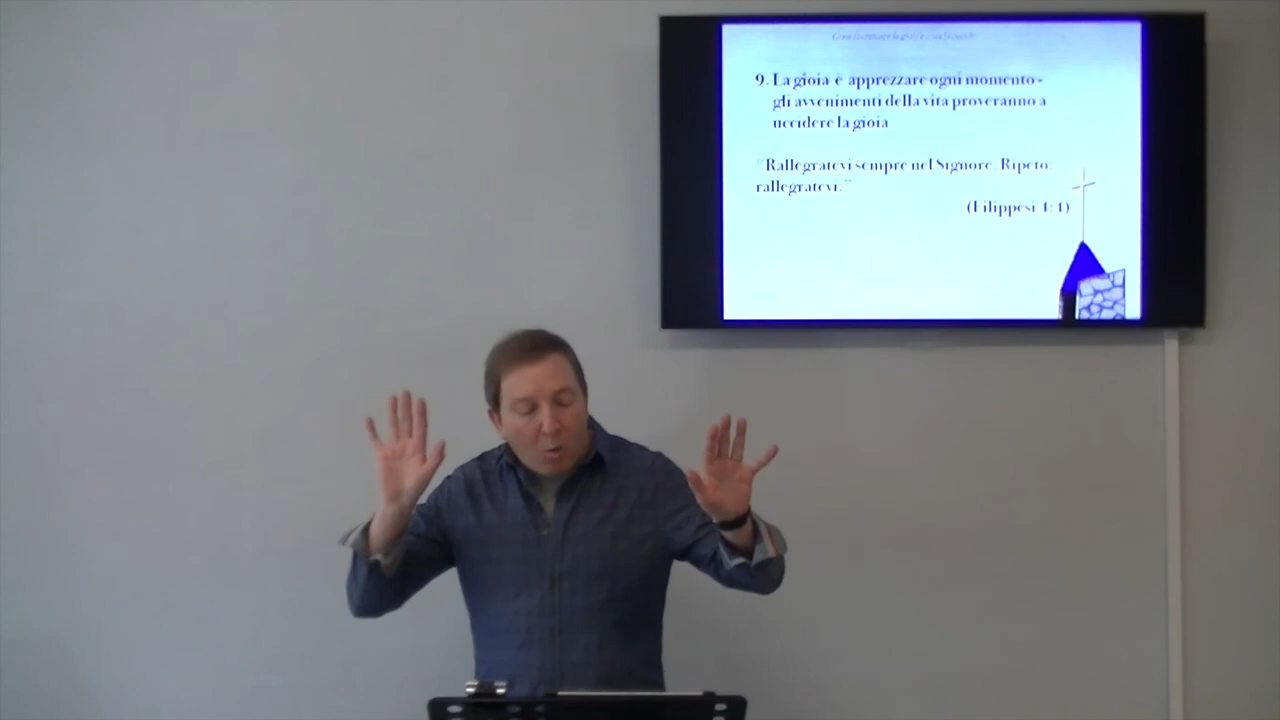 9. La gioia è apprezzare ogni momento -
gli avvenimenti della vita proveranno a
uccidere la gioia
“Rallegratevi sempre nel Signore. Ripeto:
rallegratevi.”
(Filippesi 4:4)